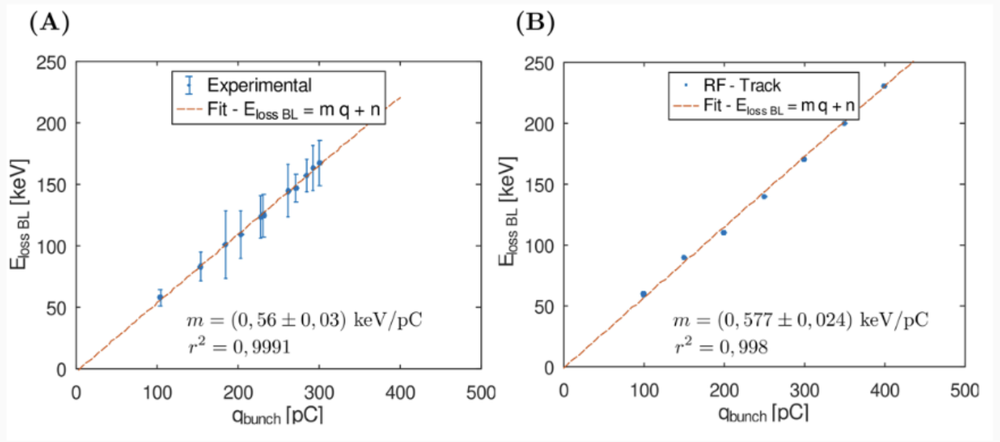 (A)
250
200
150
100
50
0
E_loss BL [keV]
Experimental
Fit - E_loss BL = m q + n
m = (0,56 ± 0,03) keV/pC
r² = 0,9991
0 100 200 300 400 500
q_bunch [pC]
(B)
250
200
150
100
50
0
E_loss BL [keV]
RF - Track
Fit - E_loss BL = m q + n
m = (0,577 ± 0,024) keV/pC
r² = 0,998
0 100 200 300 400 500
q_bunch [pC]